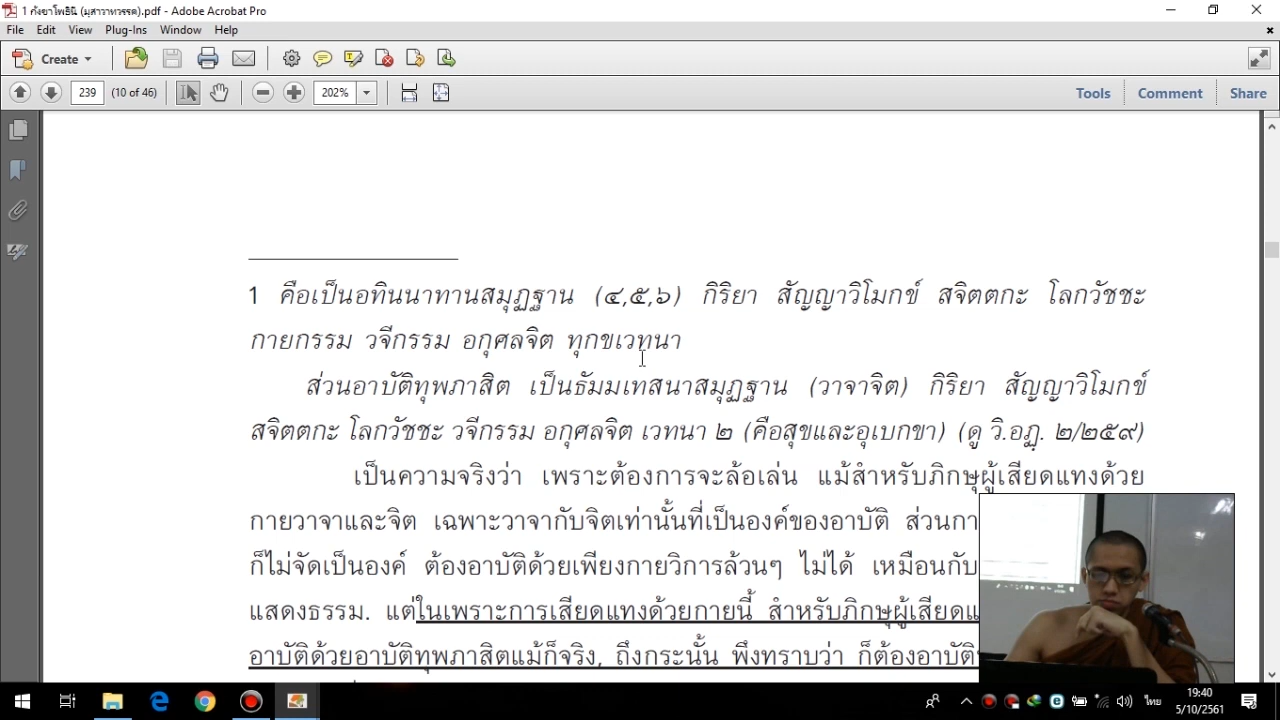 1 กังขาโพธินี (มุสาวาทวรรค).pdf - Adobe Acrobat Pro
File Edit View Plug-Ins Window Help
Create
239 (10 of 46) 202% Tools Comment Share
1 คือเป็นอทินนาทานสมุฏฐาน (๔,๕,๖) กิริยา สัญญาวิโมกข์ สจิตตกะ โลกวัชชะ
กายกรรม วจีกรรม อกุศลจิต ทุกขเวทนา
ส่วนอาบัติทุพภาสิต เป็นธัมมเทสนาสมุฏฐาน (วาจาจิต) กิริยา สัญญาวิโมกข์
สจิตตกะ โลกวัชชะ วจีกรรม อกุศลจิต เวทนา ๒ (คือสุขและอุเบกขา) (ดู วิ.อฏฺ. ๒/๒๕๙)
เป็นความจริงว่า เพราะต้องการจะล้อเล่น แม้สำหรับภิกษุผู้เสียดแทงด้วย
กายวาจาและจิต เฉพาะวาจากับจิตเท่านั้นที่เป็นองค์ของอาบัติ ส่วนกา
ก็ไม่จัดเป็นองค์ ต้องอาบัติด้วยเพียงกายวิการล้วนๆ ไม่ได้ เหมือนกับ
แสดงธรรม. แต่ในเพราะการเสียดแทงด้วยกายนี้ สำหรับภิกษุผู้เสียดแ
อาบัติด้วยอาบัติทุพภาสิตแม้ก็จริง, ถึงกระนั้น พึงทราบว่า ก็ต้องอาบัติ
ไทย 19:40
5/10/2561